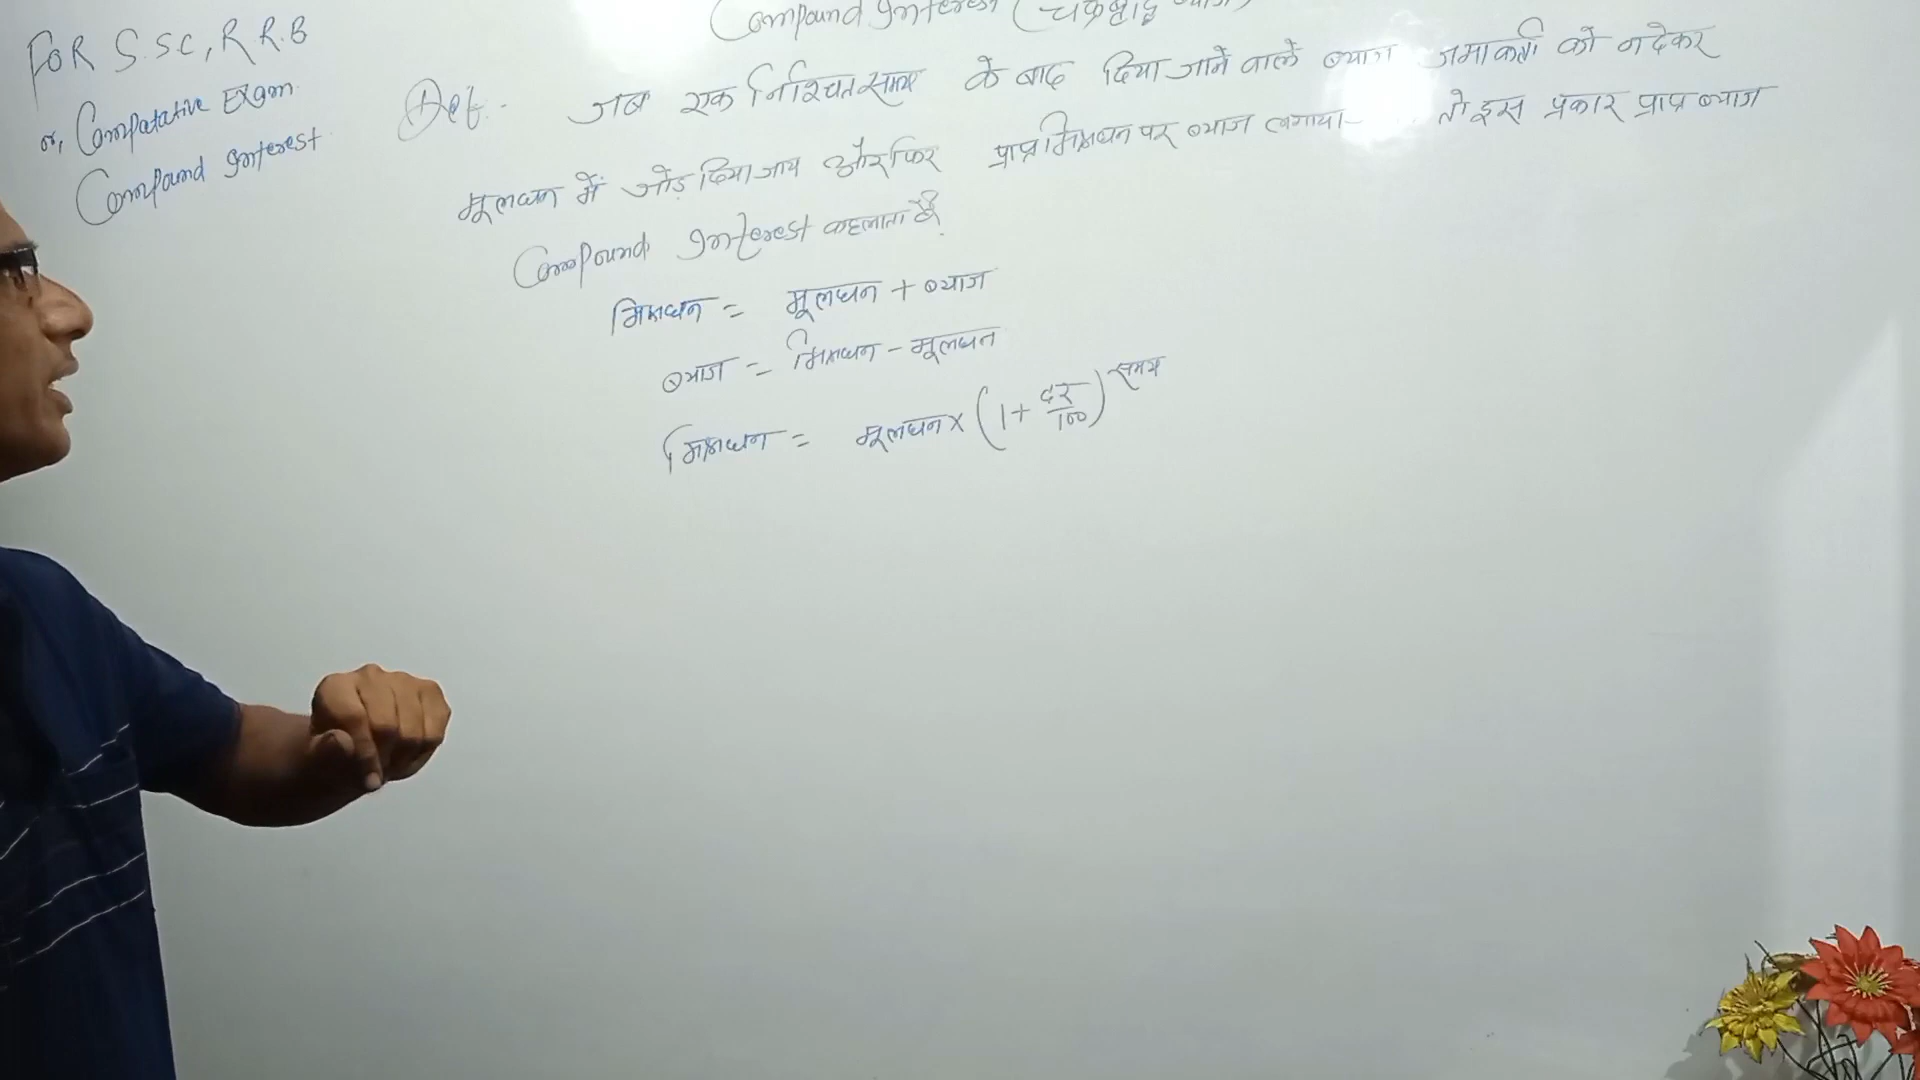 Compound Interest (चक्रवृद्धि ब्याज)
FOR S.SC, R R.B
or, Compatative Exam.
Compound Interest
Def. जब एक निश्चित समय के बाद दिया जाने वाले ब्याज जमाकर्ता को न देकर
मूलधन में जोड़ दिया जाय और फिर प्राप्त मिश्रधन पर ब्याज लगाया तो इस प्रकार प्राप्त ब्याज
Compound Interest कहलाता है.
मिश्रधन = मूलधन + ब्याज
ब्याज = मिश्रधन - मूलधन
मिश्रधन = मूलधन × (1 + दर/100)^समय